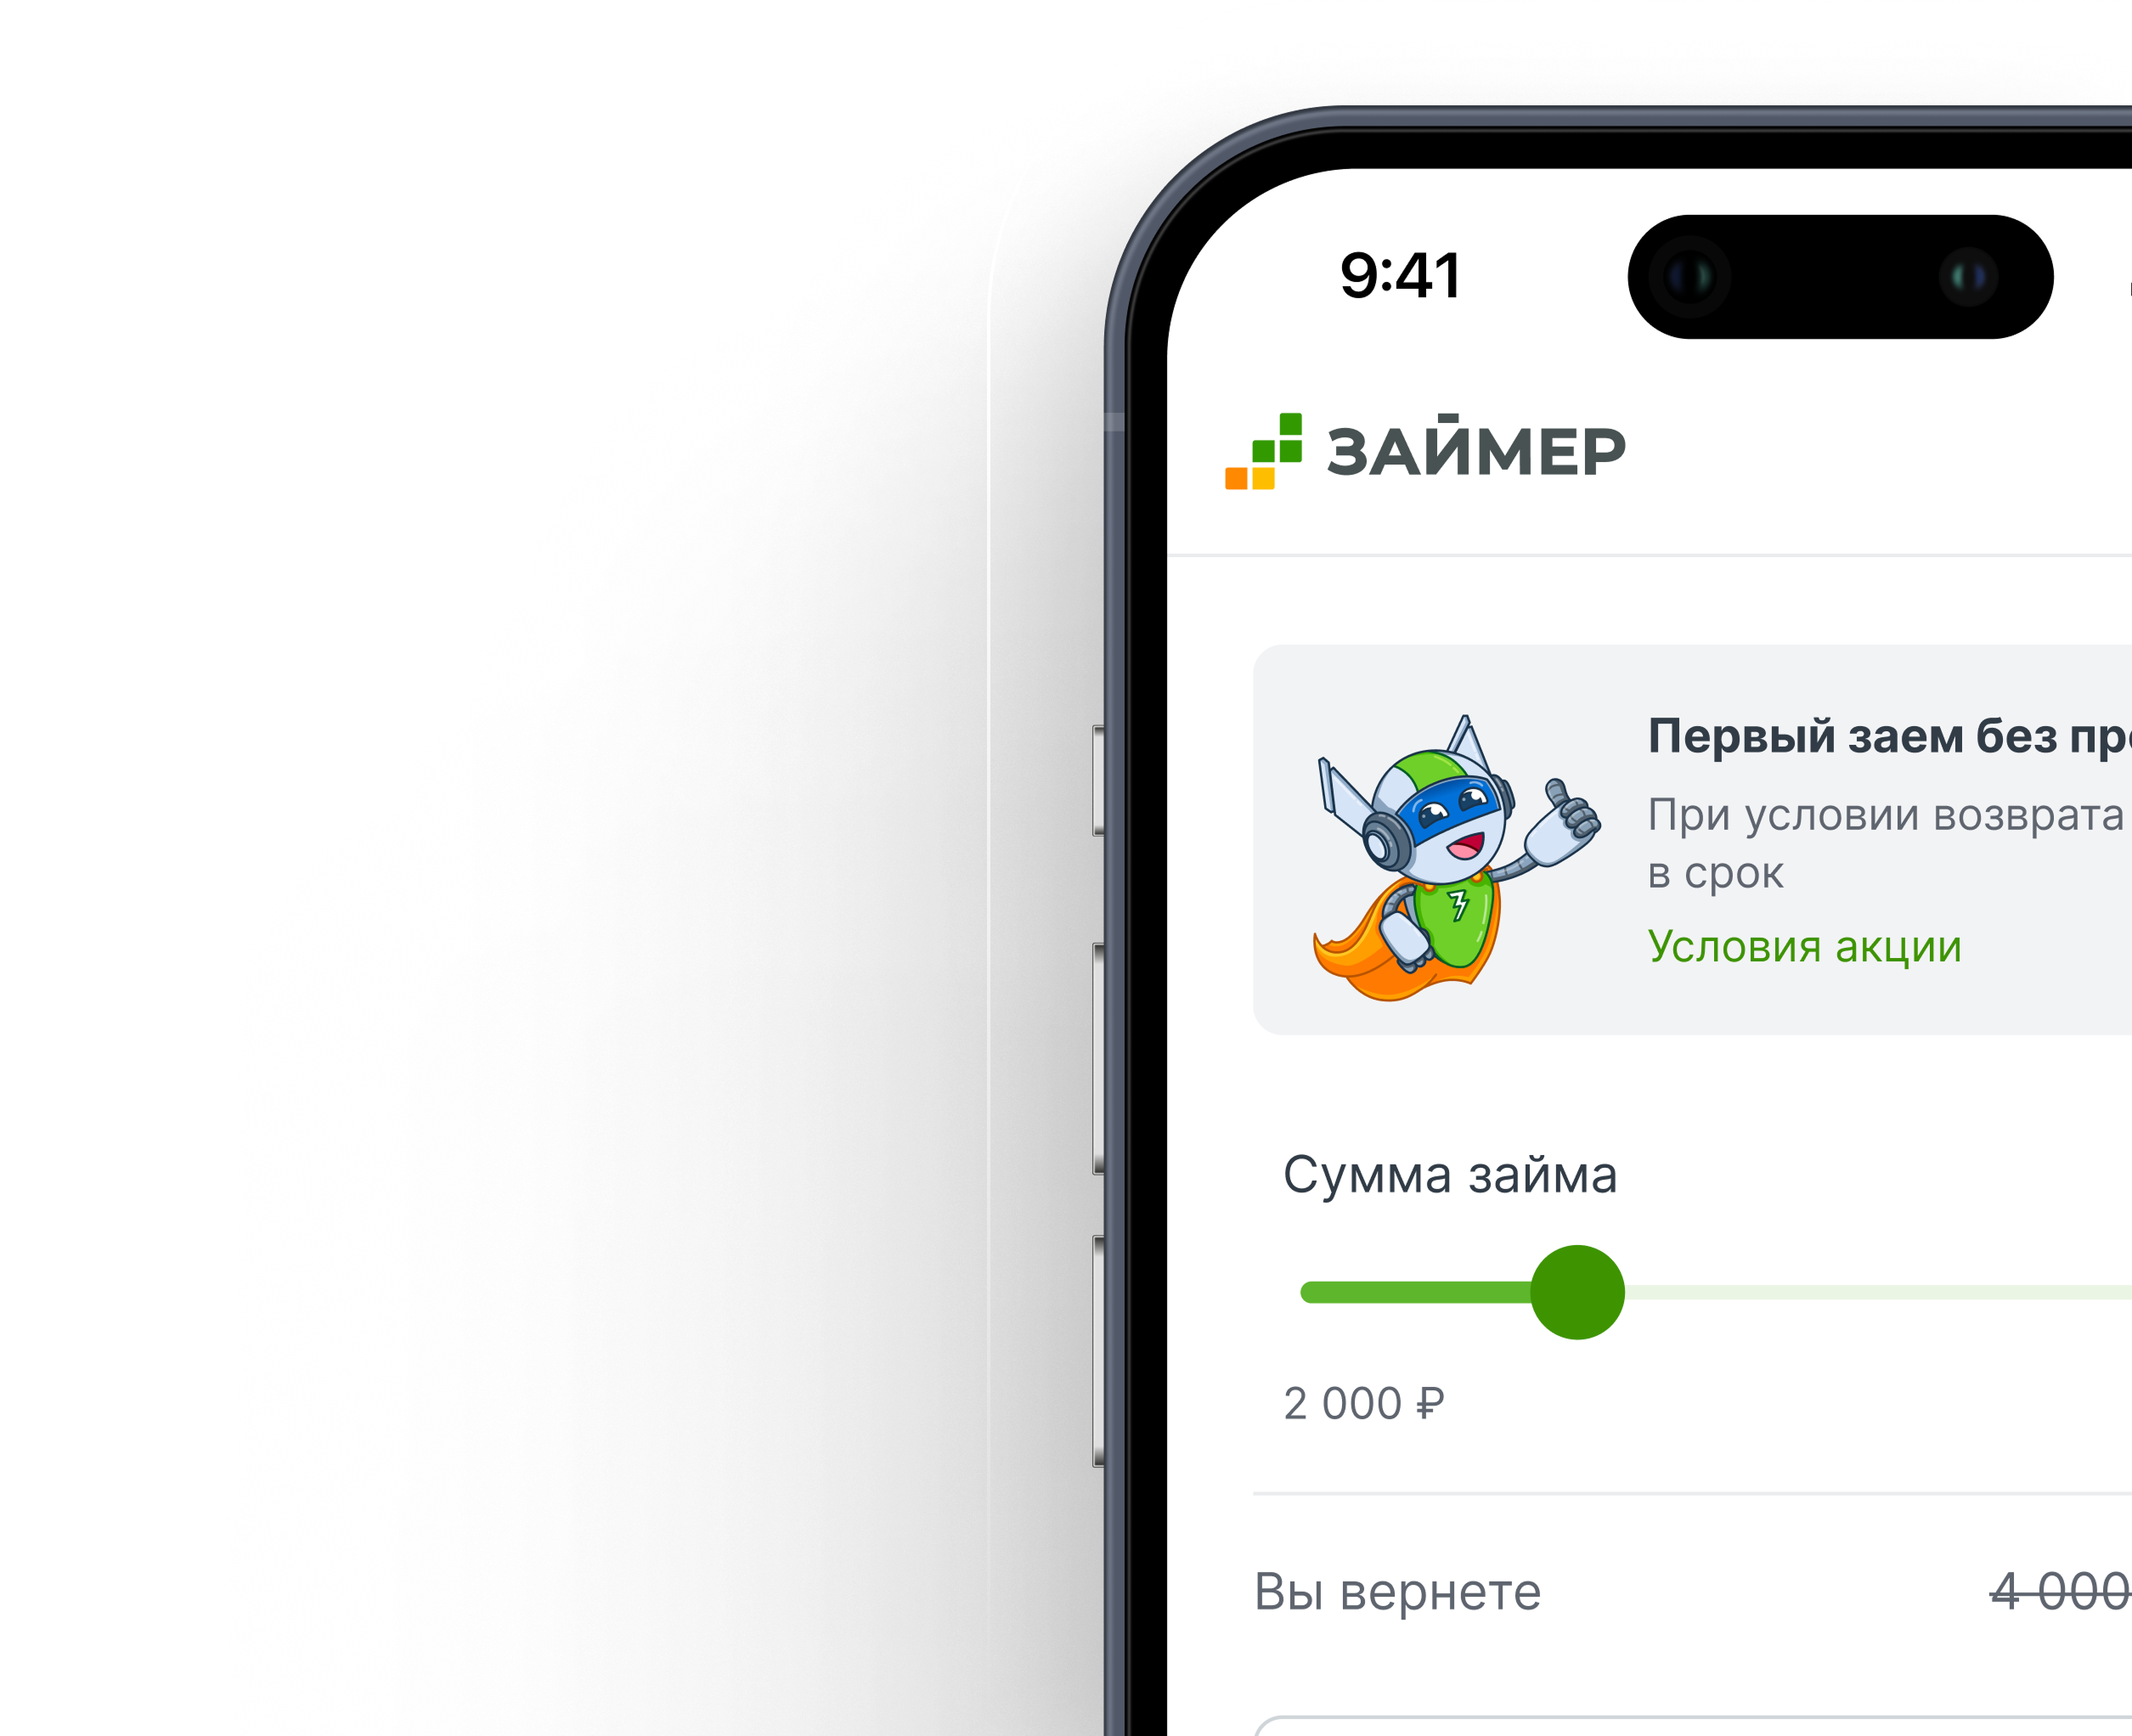 9:41
ЗАЙМЕР
Первый заем без
При условии возврата
в срок
Условия акции
Сумма займа
2 000 ₽
Вы вернете 4 000